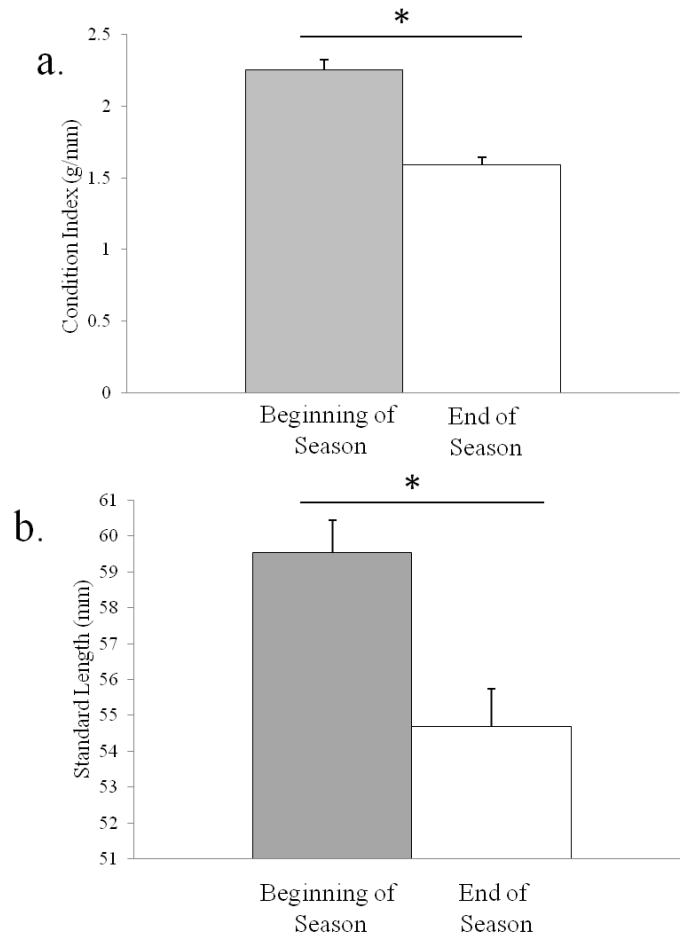 *
a.
Condition Index (g/mm)
2.5
2
1.5
1
0.5
0
Beginning of
Season
End of
Season
*
b.
Standard Length (mm)
61
60
59
58
57
56
55
54
53
52
51
Beginning of
Season
End of
Season